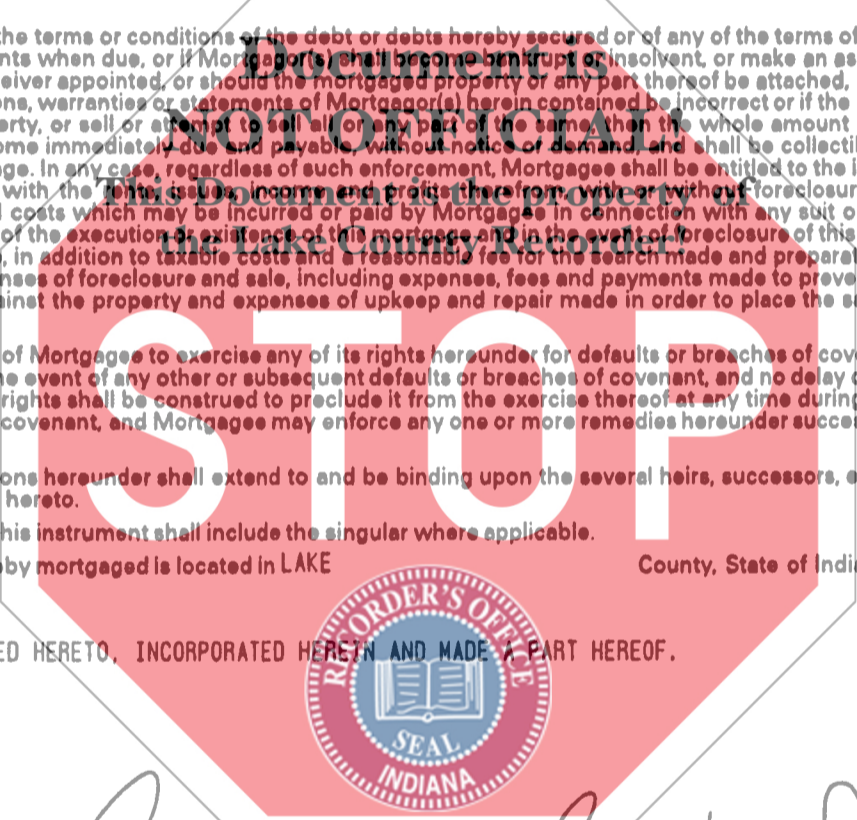 he terms or conditions of the debt or debts hereby secured or of any of the terms of
Document is
nts when due, or if Mortgagor(s) shall become bankrupt or insolvent, or make an as
eiver appointed, or should the mortgaged property or any part thereof be attached,
ons, warranties or statements of Mortgagor(s) herein contained be incorrect or if the
NOT OFFICIAL!
erty, or sell or attempt to sell all or any part of the same, then the whole amount
ome immediately due and payable, without notice or demand, and shall be collecti
ge. In any case, regardless of such enforcement, Mortgagee shall be entitled to the i
This Document is the property of
with the rents, issues, income and profits therefrom, with or without foreclosur
costs which may be incurred or paid by Mortgagee in connection with any suit o
the Lake County Recorder!
of the execution existence of this mortgage and in the event of foreclosure of this
, in addition to taxable costs and a reasonable fee for the search made and preparat
nses of foreclosure and sale, including expenses, fees and payments made to preve
ainst the property and expenses of upkeep and repair made in order to place the s
STOP
of Mortgagee to exercise any of its rights hereunder for defaults or breaches of cov
e event of any other or subsequent defaults or breaches of covenant, and no delay
rights shall be construed to preclude it from the exercise thereof at any time during
covenant, and Mortgagee may enforce any one or more remedies hereunder succes
ons hereunder shall extend to and be binding upon the several heirs, successors, e
hereto.
his instrument shall include the singular where applicable.
by mortgaged is located in LAKE County, State of Indi
RECORDER'S OFFICE
ED HERETO, INCORPORATED HEREIN AND MADE A PART HEREOF.
SEAL
INDIANA